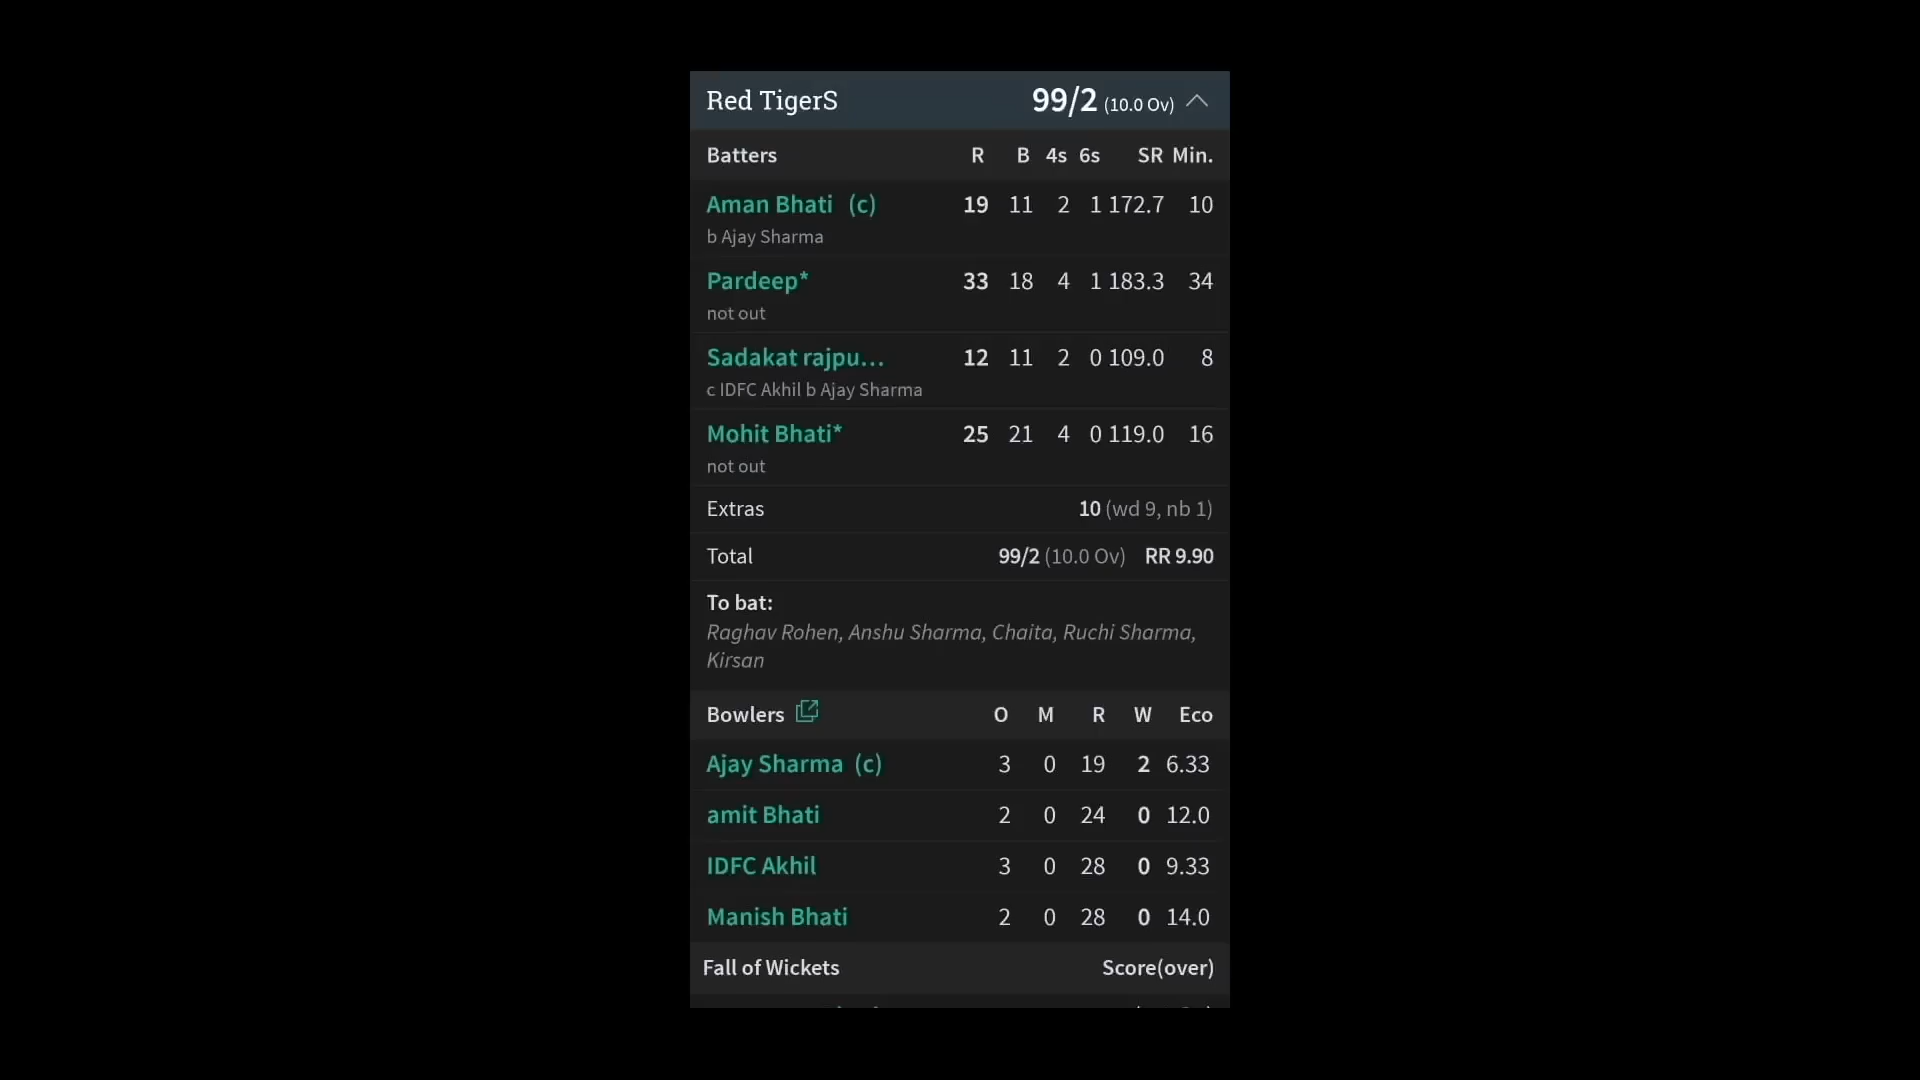 Red TigerS 99/2 (10.0 Ov)
Batters R B 4s 6s SR Min.
Aman Bhati (c) 19 11 2 1 172.7 10
b Ajay Sharma
Pardeep* 33 18 4 1 183.3 34
not out
Sadakat rajpu... 12 11 2 0 109.0 8
c IDFC Akhil b Ajay Sharma
Mohit Bhati* 25 21 4 0 119.0 16
not out
Extras 10 (wd 9, nb 1)
Total 99/2 (10.0 Ov) RR 9.90
To bat:
Raghav Rohen, Anshu Sharma, Chaita, Ruchi Sharma,
Kirsan
Bowlers O M R W Eco
Ajay Sharma (c) 3 0 19 2 6.33
amit Bhati 2 0 24 0 12.0
IDFC Akhil 3 0 28 0 9.33
Manish Bhati 2 0 28 0 14.0
Fall of Wickets Score(over)